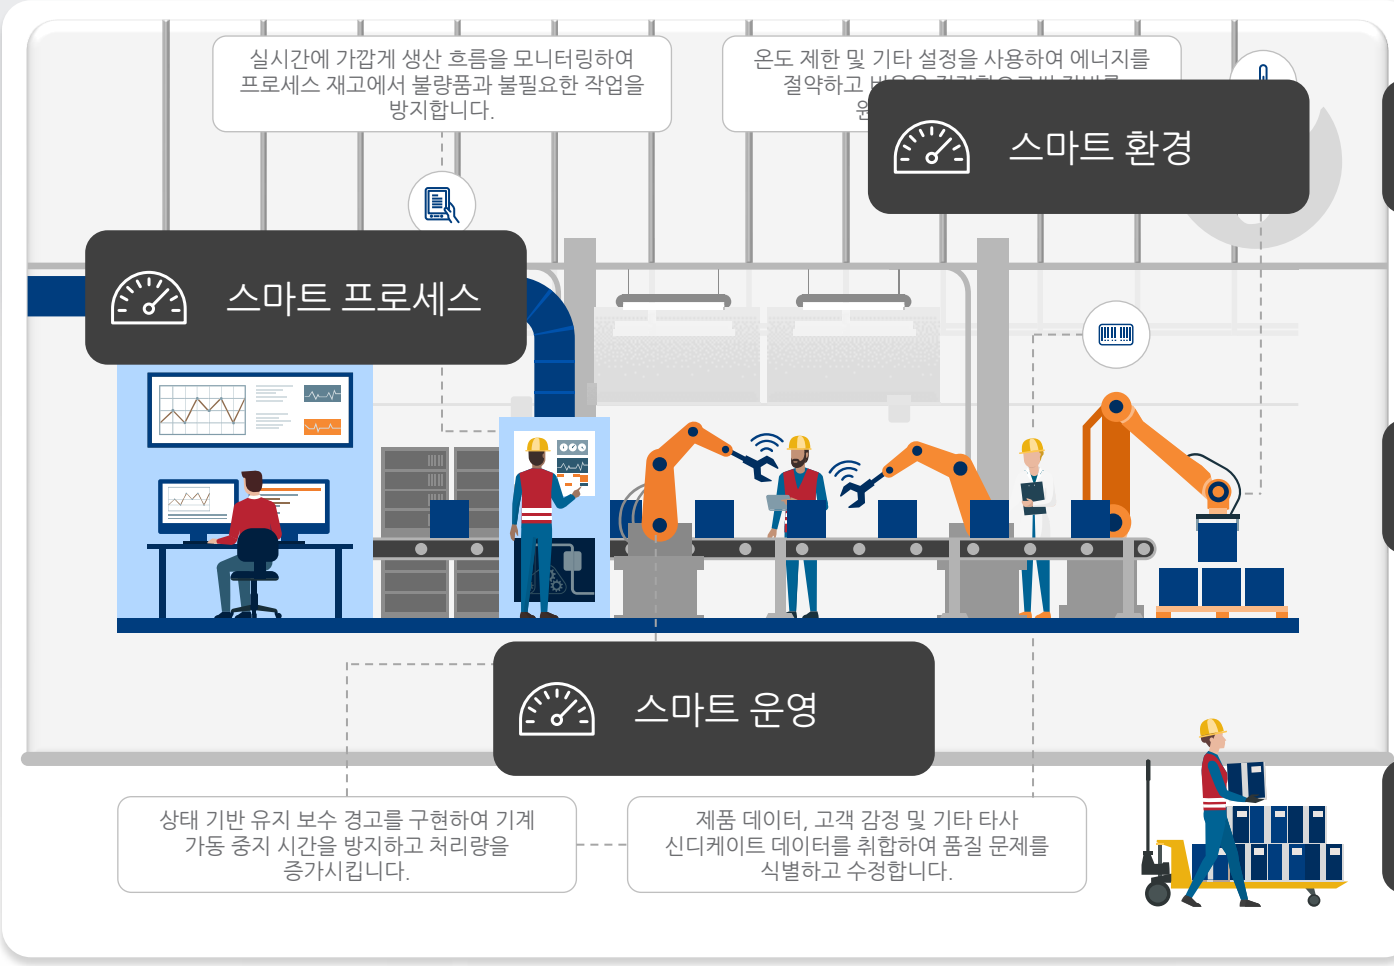 실시간에 가깝게 생산 흐름을 모니터링하여
프로세스 재고에서 불량품과 불필요한 작업을
방지합니다.
온도 제한 및 기타 설정을 사용하여 에너지를
절약하고
스마트 환경
스마트 프로세스
스마트 운영
상태 기반 유지 보수 경고를 구현하여 기계
가동 중지 시간을 방지하고 처리량을
증가시킵니다.
제품 데이터, 고객 감정 및 기타 타사
신디케이트 데이터를 취합하여 품질 문제를
식별하고 수정합니다.